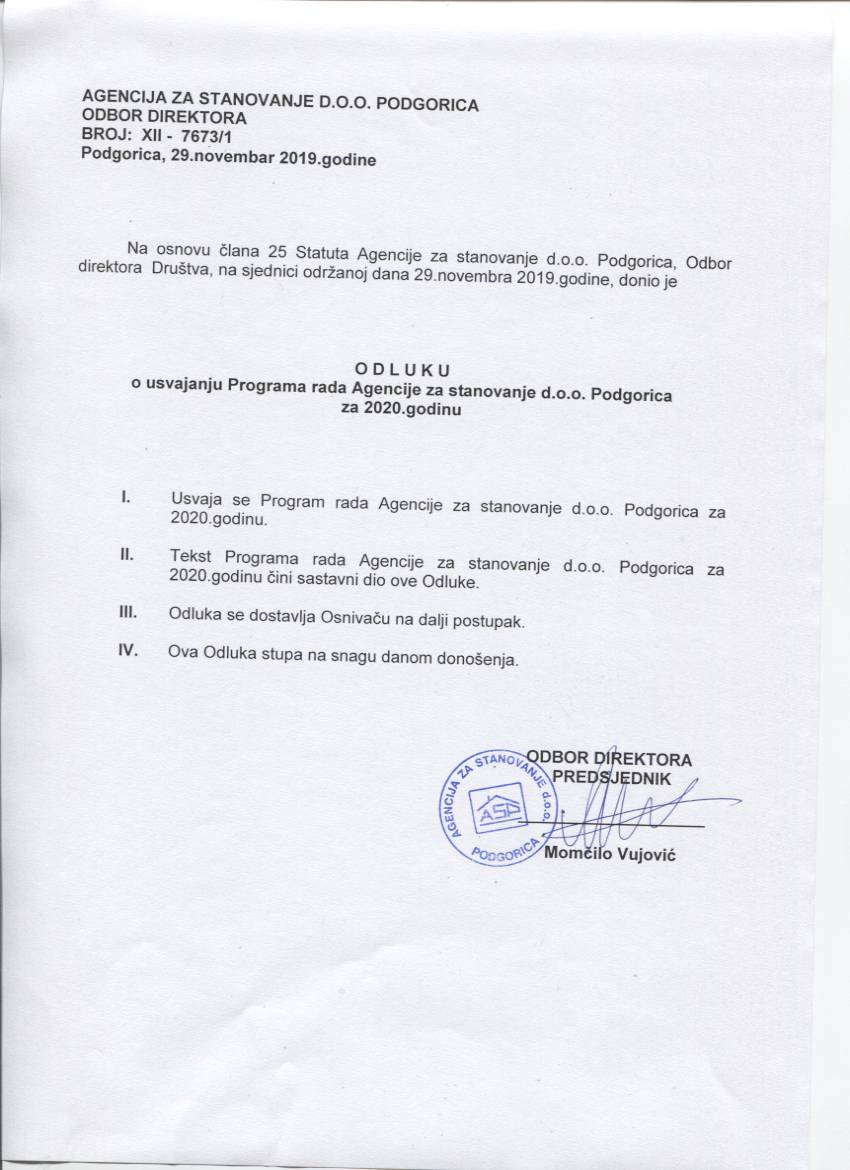 AGENCIJA ZA STANOVANJE D.O.O. PODGORICA
ODBOR DIREKTORA
BROJ: XII - 7673/1
Podgorica, 29.novembar 2019.godine
Na osnovu člana 25 Statuta Agencije za stanovanje d.o.o. Podgorica, Odbor
direktora Društva, na sjednici održanoj dana 29.novembra 2019.godine, donio je
O D L U K U
o usvajanju Programa rada Agencije za stanovanje d.o.o. Podgorica
za 2020.godinu
I. Usvaja se Program rada Agencije za stanovanje d.o.o. Podgorica za
2020.godinu.
II. Tekst Programa rada Agencije za stanovanje d.o.o. Podgorica za
2020.godinu čini sastavni dio ove Odluke.
III. Odluka se dostavlja Osnivaču na dalji postupak.
IV. Ova Odluka stupa na snagu danom donošenja.
ODBOR DIREKTORA
PREDSJEDNIK
Momčilo Vujović
AGENCIJA ZA STANOVANJE d.o.o.
ASP
PODGORICA